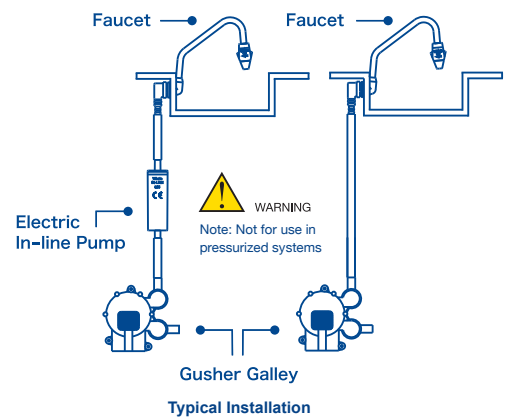 Faucet
Faucet
WARNING
Note: Not for use in
pressurized systems
Electric
In-line Pump
Gusher Galley
Typical Installation